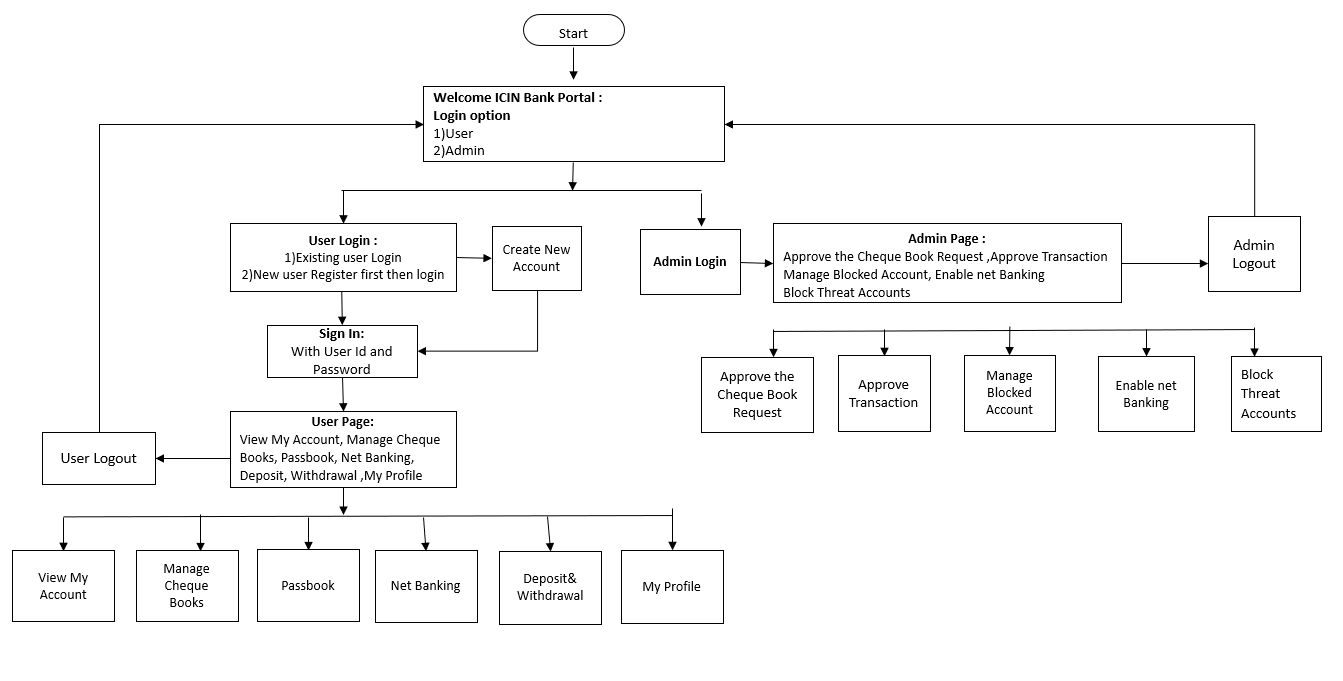 Start
Welcome ICIN Bank Portal :
Login option
1)User
2)Admin
User Login :
1)Existing user Login
2)New user Register first then login
Create New
Account
Admin Login
Admin Page :
Approve the Cheque Book Request ,Approve Transaction
Manage Blocked Account, Enable net Banking
Block Threat Accounts
Admin
Logout
Sign In:
With User Id and
Password
Approve the
Cheque Book
Request
Approve
Transaction
Manage
Blocked
Account
Enable net
Banking
Block
Threat
Accounts
User Page:
View My Account, Manage Cheque
Books, Passbook, Net Banking,
Deposit, Withdrawal ,My Profile
User Logout
View My
Account
Manage
Cheque
Books
Passbook
Net Banking
Deposit&
Withdrawal
My Profile